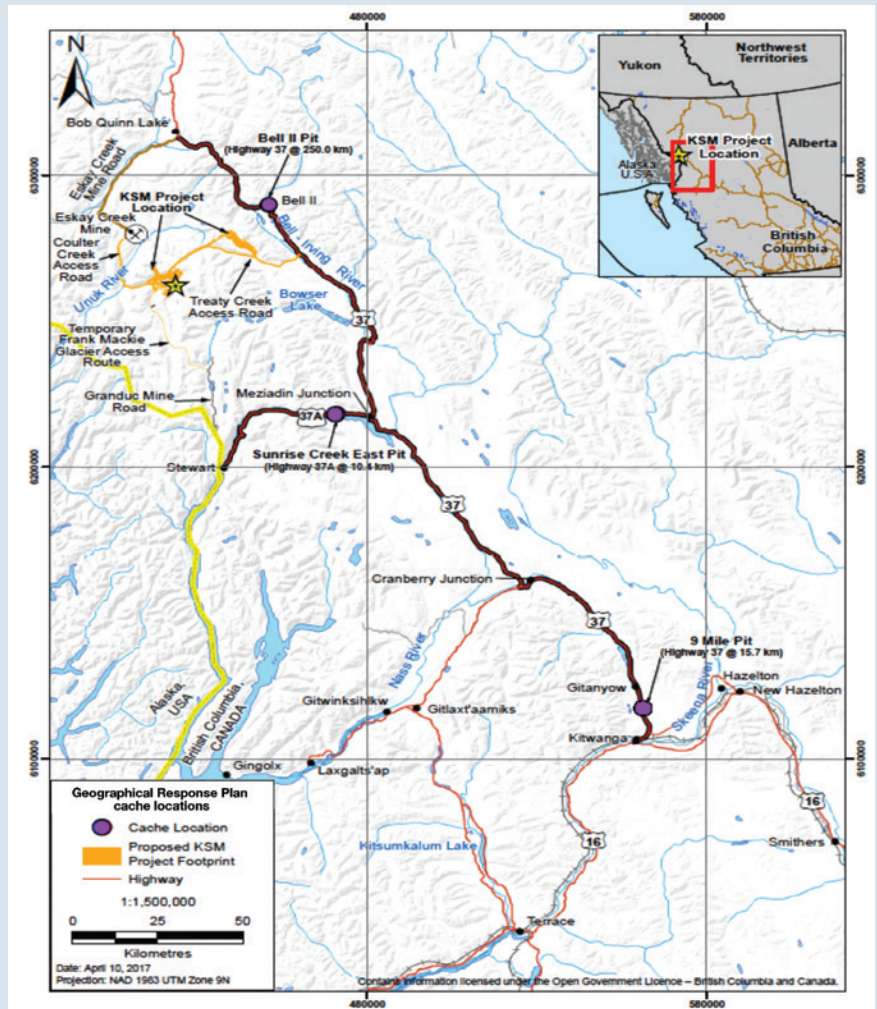 480000
580000
N
Yukon
Northwest
Territories
KSM Project
Location
Alberta
Alaska
U.S.A
British
Columbia
Bob Quinn Lake
Bell II Pit
(Highway 37 @ 250.0 km)
Eskay Creek
Mine Road
6300000
6300000
KSM Project
Location
Bell II
Eskay Creek
Mine
Coulter
Creek
Access
Road
Bell - Irving River
Unuk River
Treaty Creek
Access Road
Bowser
Lake
37
Temporary
Frank Mackie
Glacier Access
Route
Granduc Mine
Road
Meziadin Junction
37A
Sunrise Creek East Pit
(Highway 37A @ 10.4 km)
Stewart
6200000
6200000
37
Cranberry Junction
37
9 Mile Pit
(Highway 37 @ 15.7 km)
Nass River
Gitanyow
Skeena River
Hazelton
New Hazelton
Alaska,
USA
British Columbia,
CANADA
Gitwinksihlkw
Gitlaxt'aamiks
Kitwanga
6100000
6100000
Gingolx
Laxgalts'ap
16
Smithers
16
Kitsumkalum Lake
Terrace
Geographical Response Plan
cache locations
Cache Location
Proposed KSM
Project Footprint
Highway
1:1,500,000
0 25 50
Kilometres
Date: April 10, 2017
Projection: NAD 1983 UTM Zone 9N
Contains information licensed under the Open Government Licence – British Columbia and Canada.
480000
580000